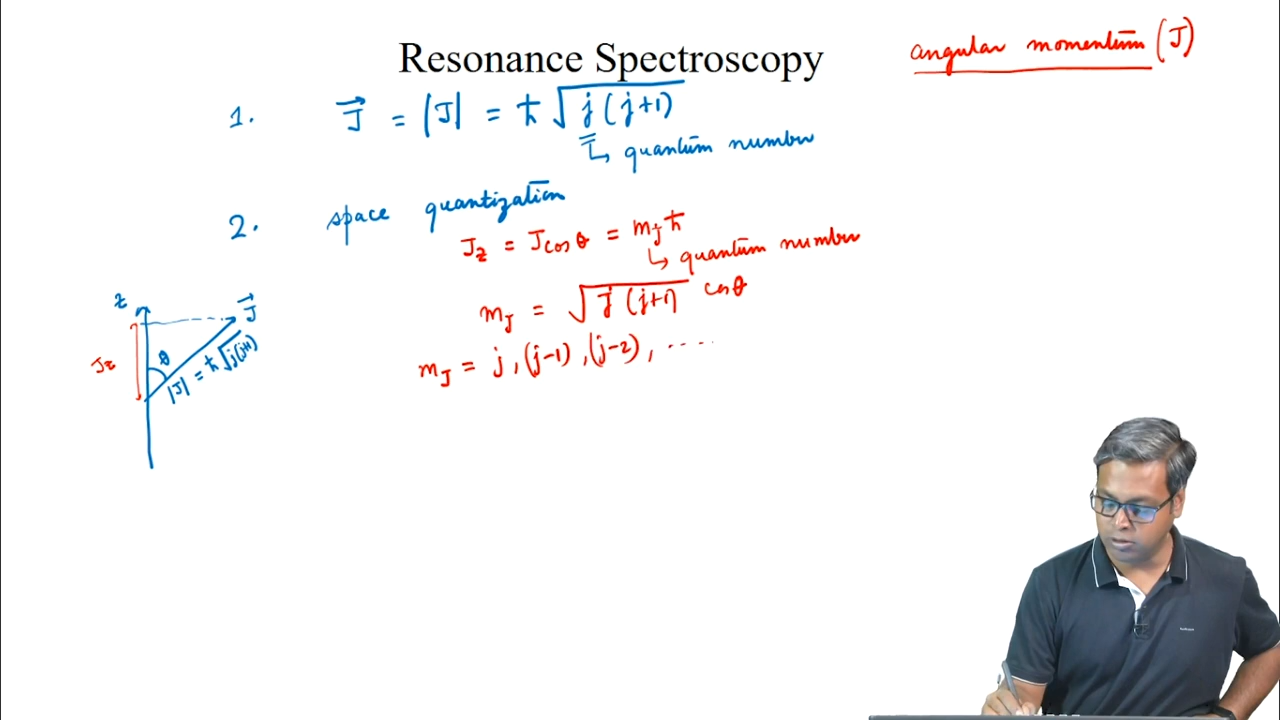 Resonance Spectroscopy
angular momentum (J)
1. J⃗ = |J| = ħ √j(j+1)
↳ quantum number
2. space quantization
J_z = J cos θ = m_J ħ
↳ quantum number
m_J = √j(j+1) cos θ
m_J = j, (j-1), (j-2), .....
z
J⃗
J_z
θ
|J| = ħ √j(j+1)